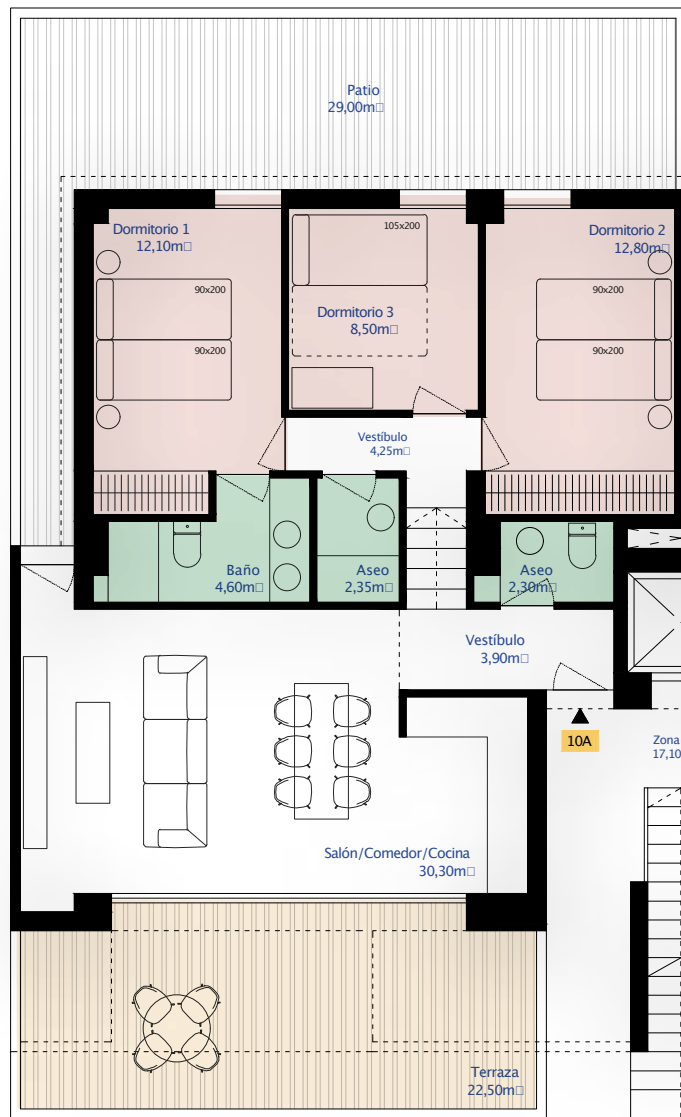 Patio
29,00m□
Dormitorio 1
12,10m□
105x200
Dormitorio 2
12,80m□
90x200
90x200
Dormitorio 3
8,50m□
90x200
90x200
Vestíbulo
4,25m□
Baño
4,60m□
Aseo
2,35m□
Aseo
2,30m□
Vestíbulo
3,90m□
10A
Zona
17,10
Salón/Comedor/Cocina
30,30m□
Terraza
22,50m□